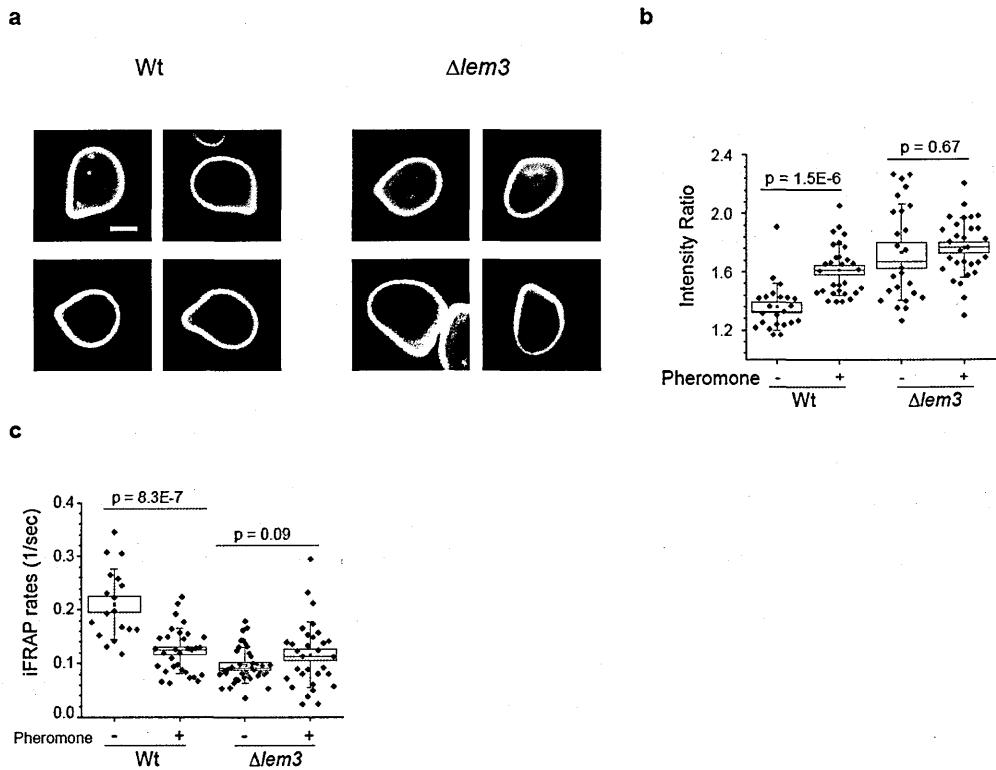 a
Wt
Δlem3
b
Intensity Ratio
2.4
2.0
1.6
1.2
p = 1.5E-6
p = 0.67
Pheromone - + - +
Wt
Δlem3
c
iFRAP rates (1/sec)
0.4
0.3
0.2
0.1
0.0
p = 8.3E-7
p = 0.09
Pheromone - + - +
Wt
Δlem3